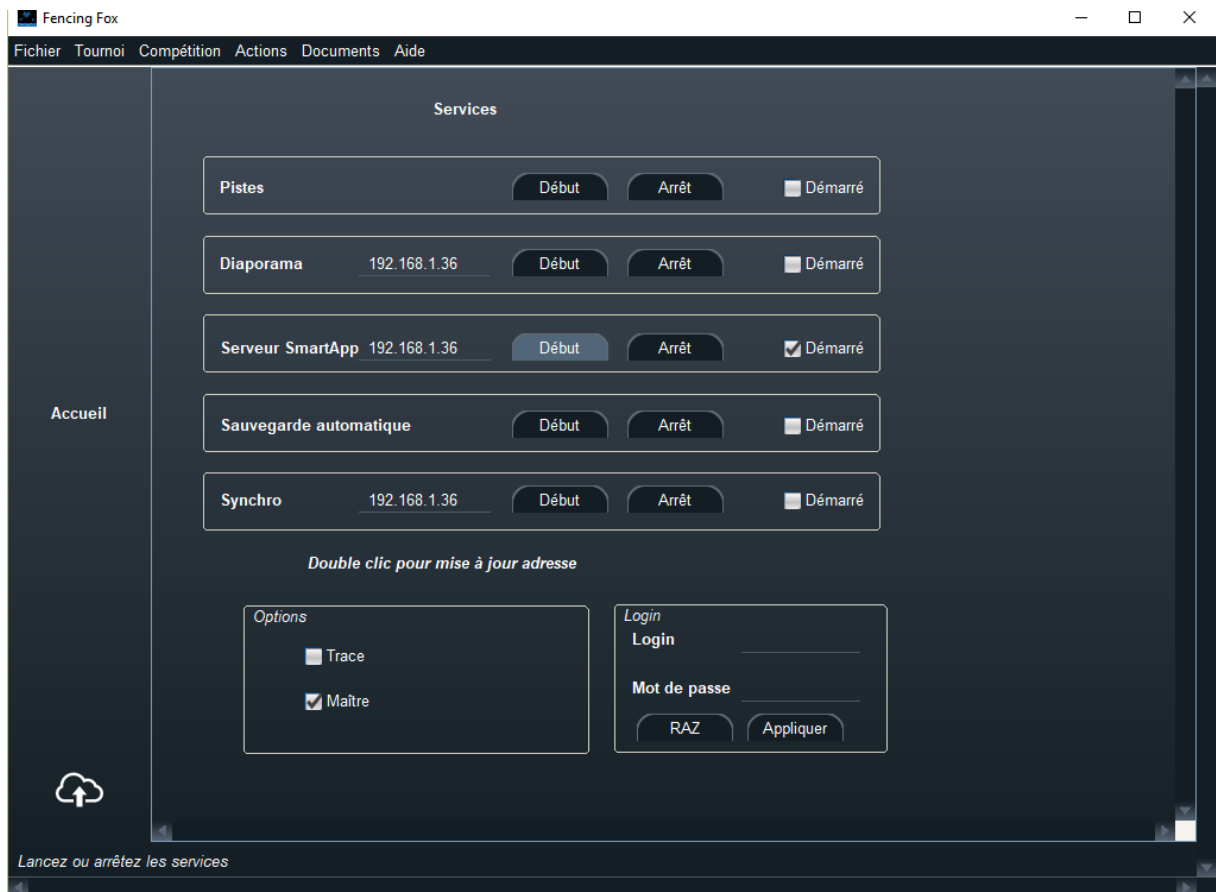 Fencing Fox
Fichier Tournoi Compétition Actions Documents Aide
Services
Pistes Début Arrêt Démarré
Diaporama 192.168.1.36 Début Arrêt Démarré
Serveur SmartApp 192.168.1.36 Début Arrêt Démarré
Accueil
Sauvegarde automatique Début Arrêt Démarré
Synchro 192.168.1.36 Début Arrêt Démarré
Double clic pour mise à jour adresse
Options
Trace
Maître
Login
Login
Mot de passe
RAZ Appliquer
Lancez ou arrêtez les services